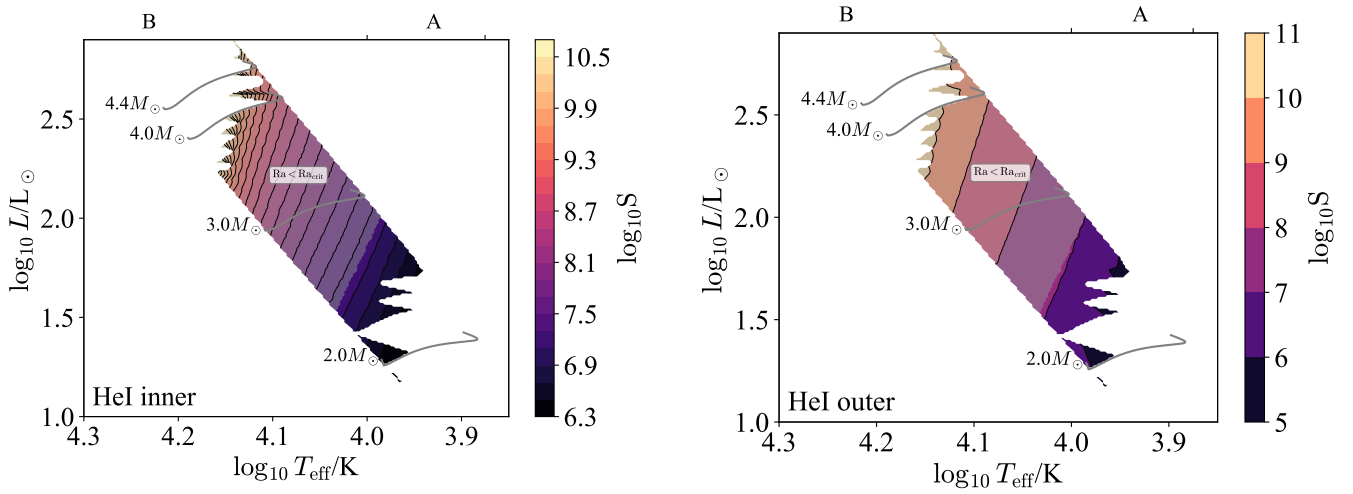 B A
10.5
9.9
9.3
8.7
8.1
7.5
6.9
6.3
log₁₀S
2.5
2.0
1.5
1.0
log₁₀ L/L☉
4.4M☉
4.0M☉
Ra < Ra_crit
3.0M☉
2.0M☉
HeI inner
4.3 4.2 4.1 4.0 3.9
log₁₀ T_eff/K
B A
11
10
9
8
7
6
5
log₁₀S
2.5
2.0
1.5
1.0
log₁₀ L/L☉
4.4M☉
4.0M☉
Ra < Ra_crit
3.0M☉
2.0M☉
HeI outer
4.3 4.2 4.1 4.0 3.9
log₁₀ T_eff/K